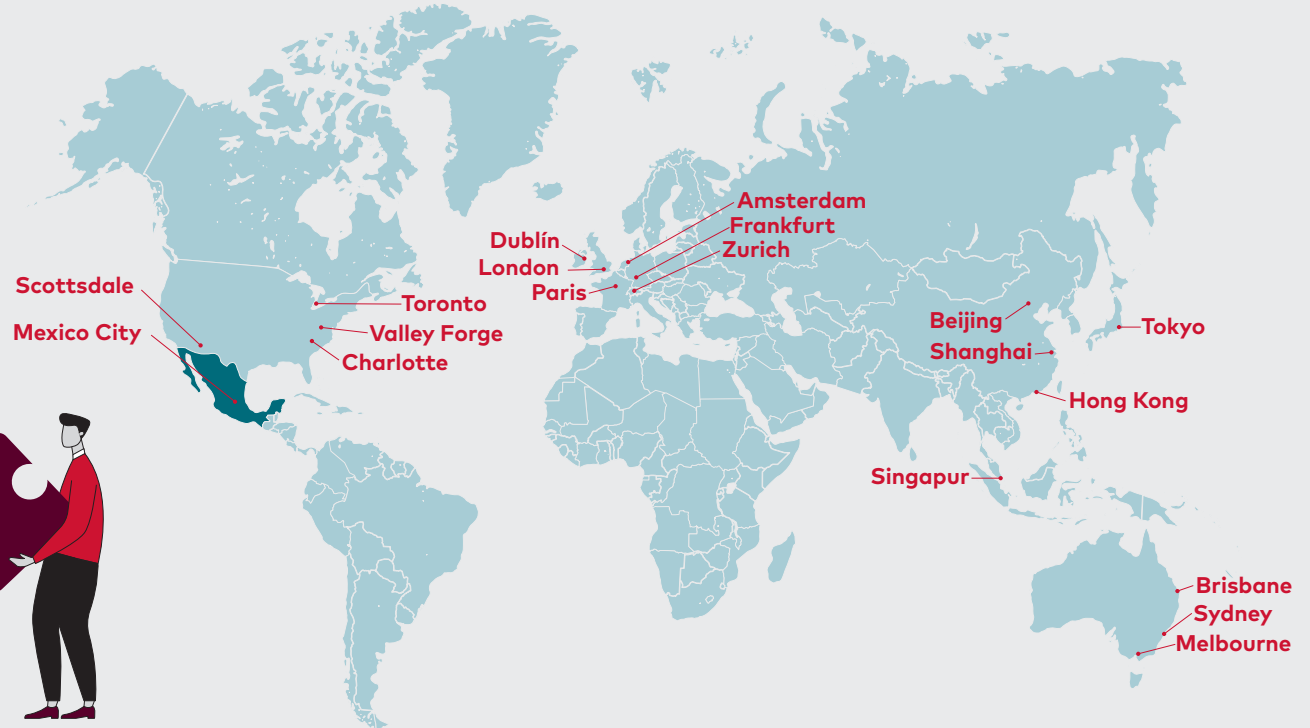 Scottsdale
Mexico City
Toronto
Valley Forge
Charlotte
Dublín
London
Paris
Amsterdam
Frankfurt
Zurich
Beijing
Shanghai
Tokyo
Hong Kong
Singapur
Brisbane
Sydney
Melbourne